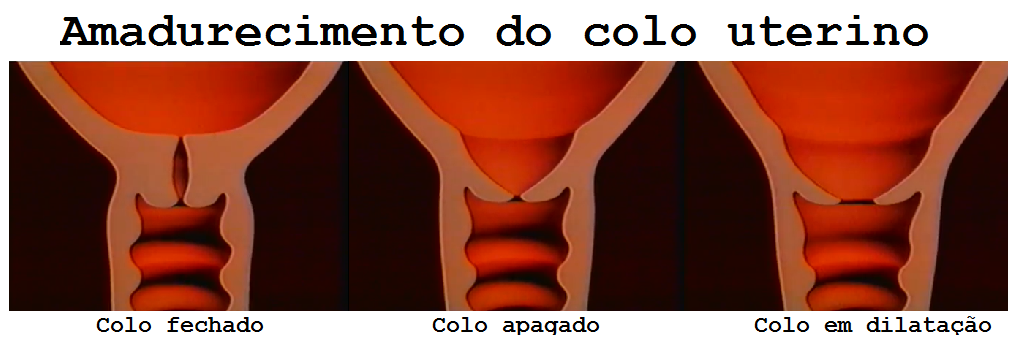 Amadurecimento do colo uterino
Colo fechado
Colo apagado
Colo em dilatação